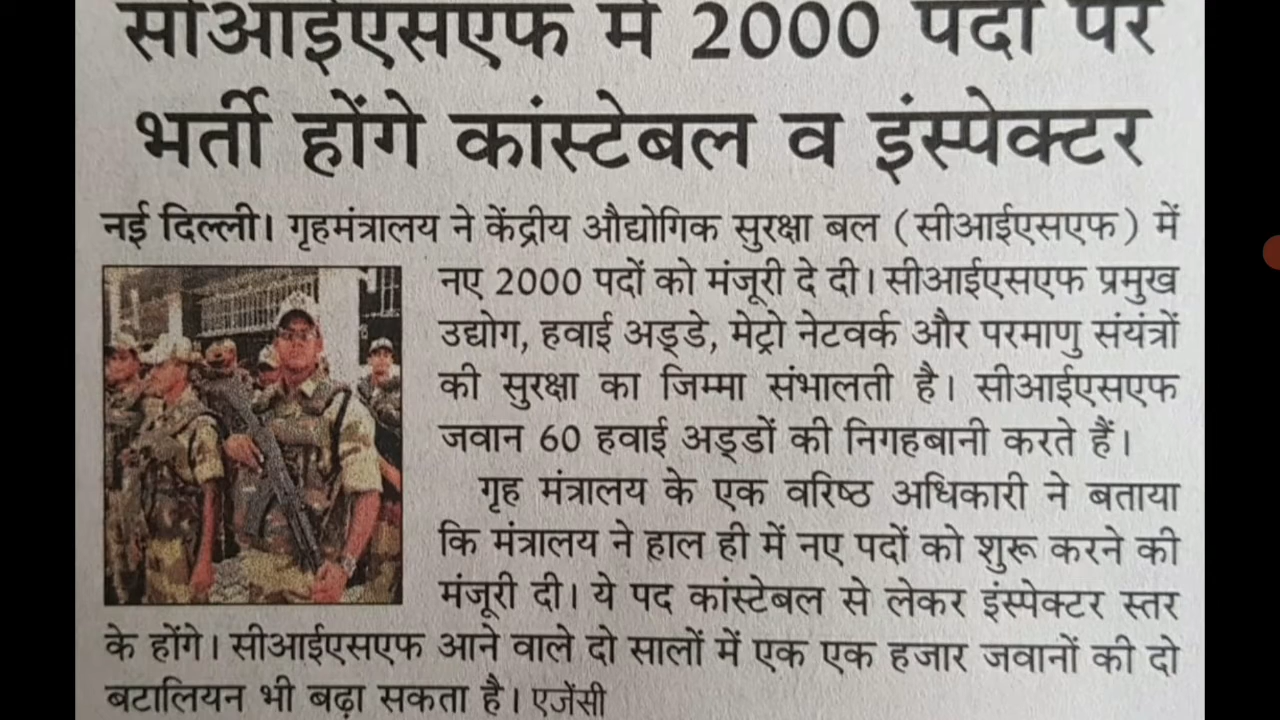 सीआईएसएफ में 2000 पदों पर
भर्ती होंगे कांस्टेबल व इंस्पेक्टर
नई दिल्ली। गृहमंत्रालय ने केंद्रीय औद्योगिक सुरक्षा बल (सीआईएसएफ) में
नए 2000 पदों को मंजूरी दे दी। सीआईएसएफ प्रमुख
उद्योग, हवाई अड्डे, मेट्रो नेटवर्क और परमाणु संयंत्रों
की सुरक्षा का जिम्मा संभालती है। सीआईएसएफ
जवान 60 हवाई अड्डों की निगहबानी करते हैं।
गृह मंत्रालय के एक वरिष्ठ अधिकारी ने बताया
कि मंत्रालय ने हाल ही में नए पदों को शुरू करने की
मंजूरी दी। ये पद कांस्टेबल से लेकर इंस्पेक्टर स्तर
के होंगे। सीआईएसएफ आने वाले दो सालों में एक एक हजार जवानों की दो
बटालियन भी बढ़ा सकता है। एजेंसी